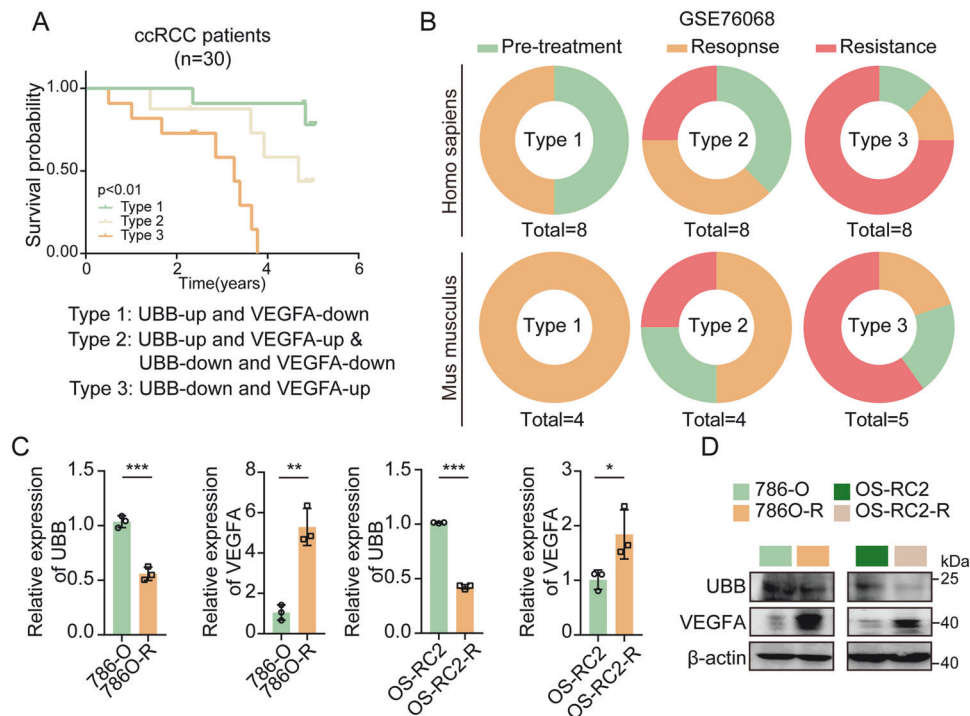 A
ccRCC patients
(n=30)
Survival probability
1.00
0.50
0.00
p<0.01
Type 1
Type 2
Type 3
0
2
4
6
Time(years)
Type 1: UBB-up and VEGFA-down
Type 2: UBB-up and VEGFA-up &
UBB-down and VEGFA-down
Type 3: UBB-down and VEGFA-up
B
GSE76068
Pre-treatment
Resopnse
Resistance
Homo sapiens
Type 1
Type 2
Type 3
Total=8
Total=8
Total=8
Mus musculus
Type 1
Type 2
Type 3
Total=4
Total=4
Total=5
C
Relative expression
of UBB
1.5
1.0
0.5
0.0
***
786-O
786O-R
Relative expression
of VEGFA
8
6
4
2
0
**
786-O
786O-R
Relative expression
of UBB
1.5
1.0
0.5
0.0
***
OS-RC2
OS-RC2-R
Relative expression
of VEGFA
3
2
1
0
*
OS-RC2
OS-RC2-R
D
786-O
OS-RC2
786O-R
OS-RC2-R
kDa
UBB
25
VEGFA
40
β-actin
40